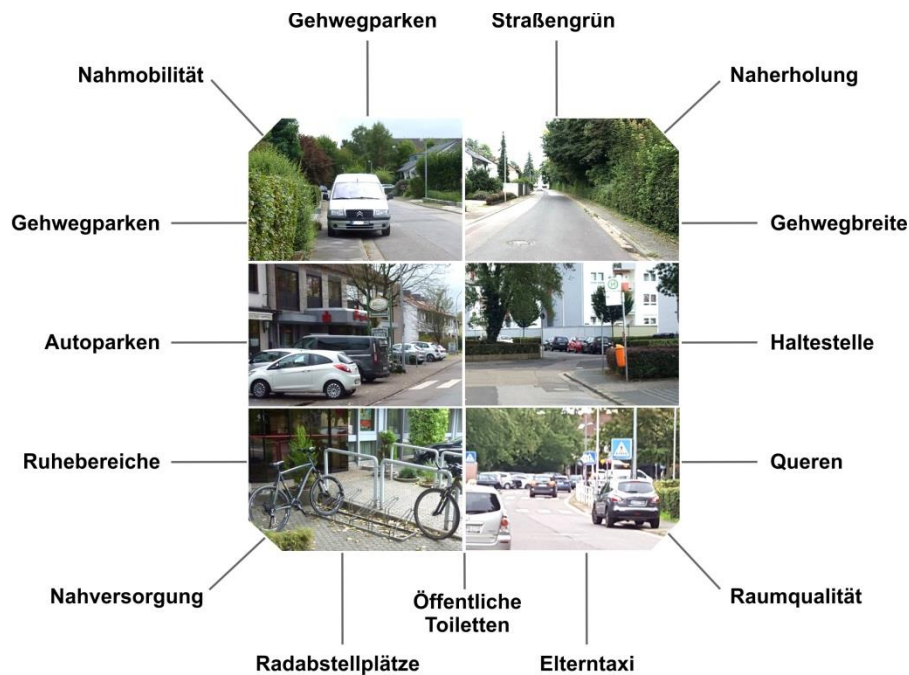 Gehwegparken
Straßengrün
Nahmobilität
Naherholung
Gehwegparken
Gehwegbreite
Autoparken
Haltestelle
Ruhebereiche
Queren
Nahversorgung
Öffentliche
Toiletten
Raumqualität
Radabstellplätze
Elterntaxi